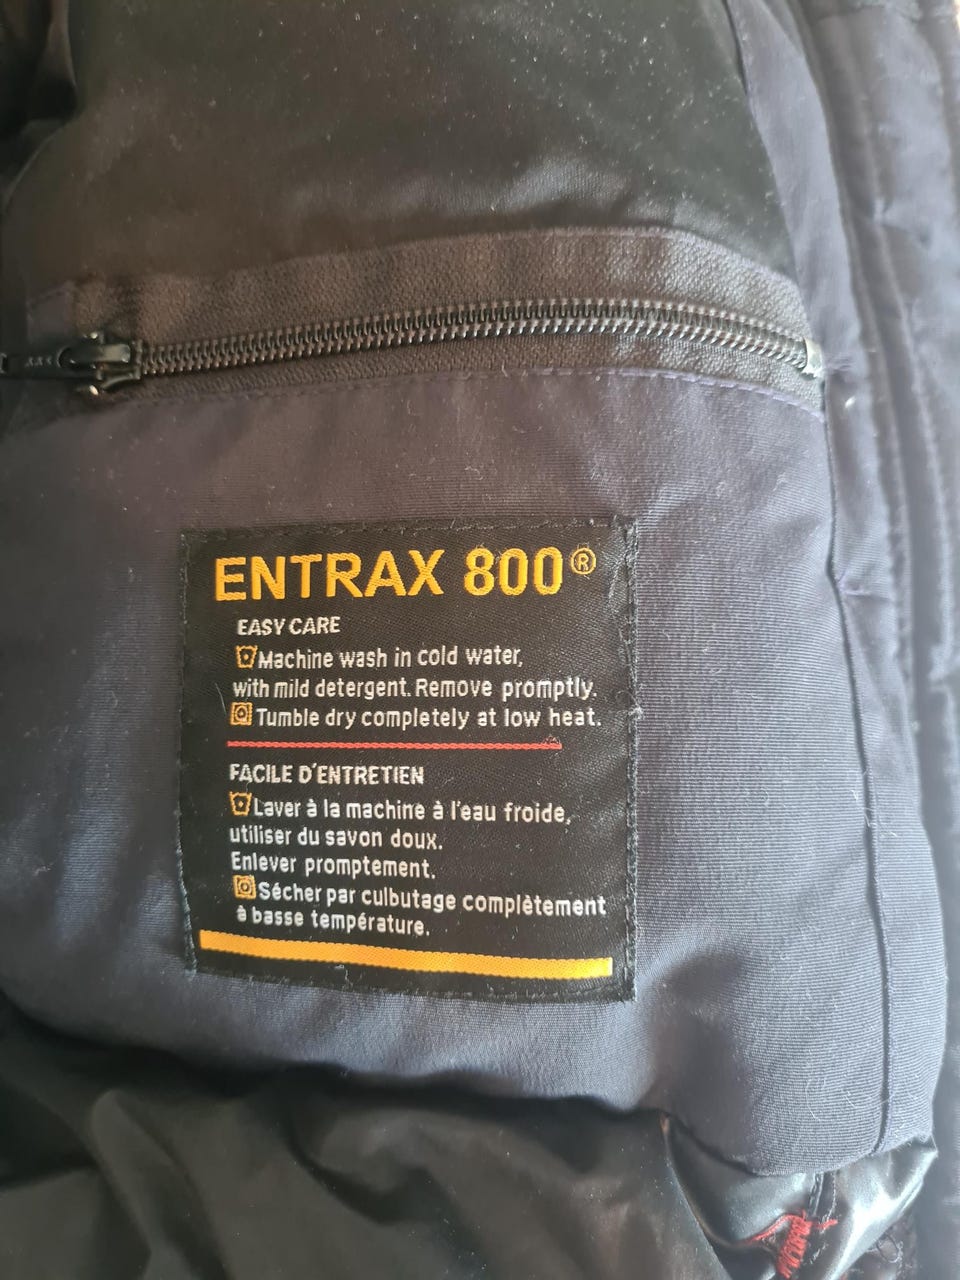 ENTRAX 800®
EASY CARE
Machine wash in cold water,
with mild detergent. Remove promptly.
Tumble dry completely at low heat.
FACILE D'ENTRETIEN
Laver à la machine à l'eau froide,
utiliser du savon doux.
Enlever promptement.
Sécher par culbutage complètement
à basse température.